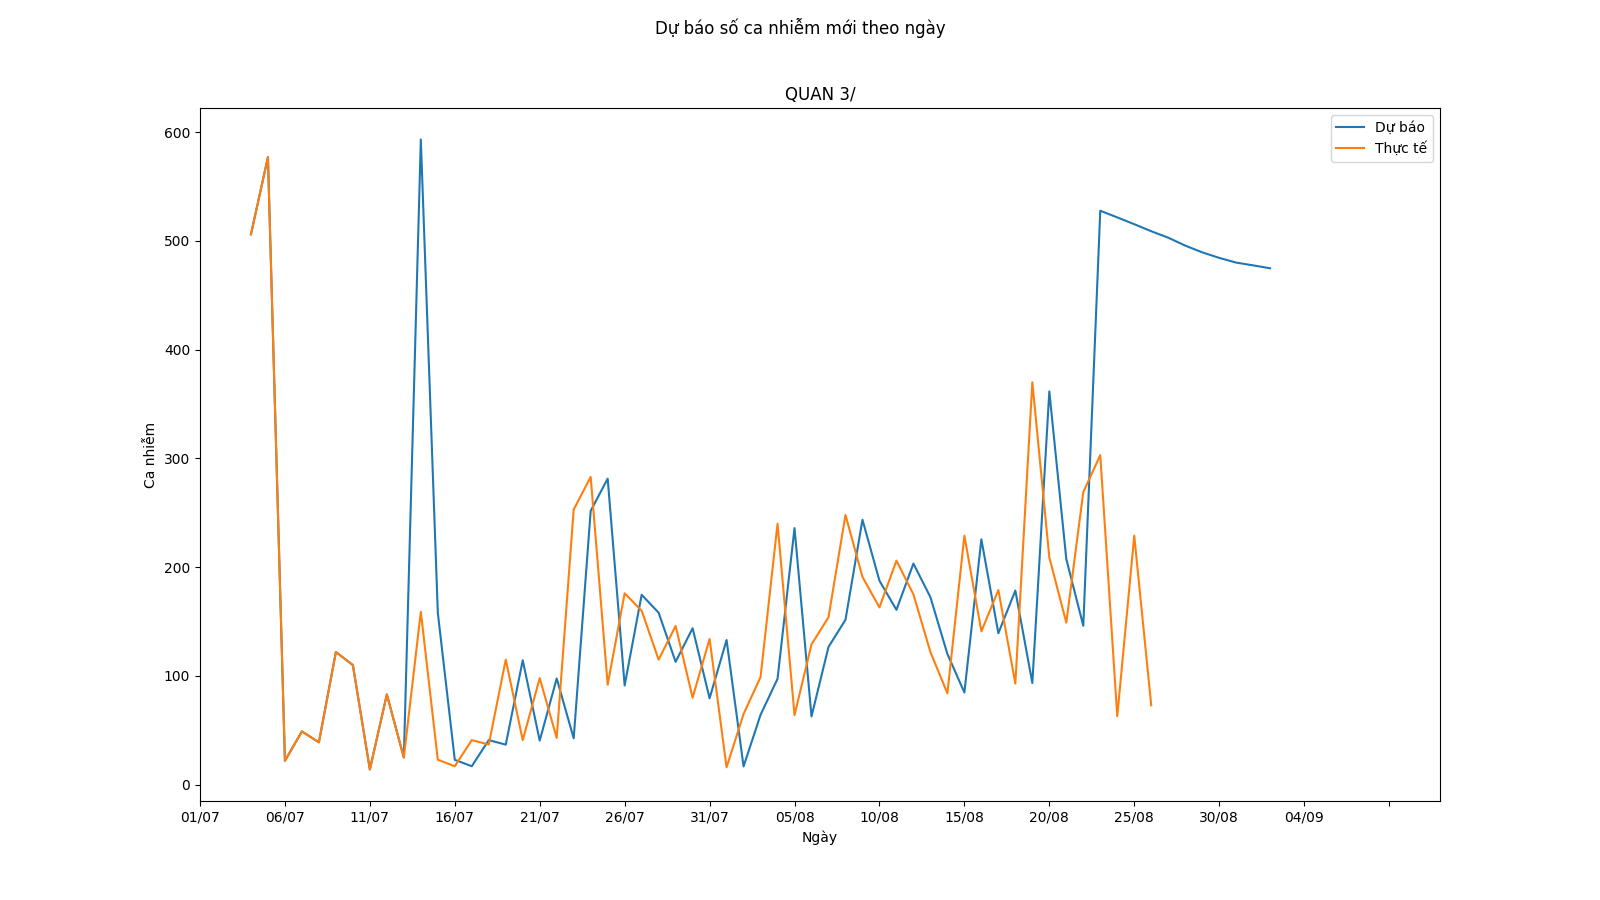 Dự báo số ca nhiễm mới theo ngày
QUAN 3/
Dự báo
Thực tế
600
500
400
300
200
100
0
Ca nhiễm
01/07 06/07 11/07 16/07 21/07 26/07 31/07 05/08 10/08 15/08 20/08 25/08 30/08 04/09
Ngày